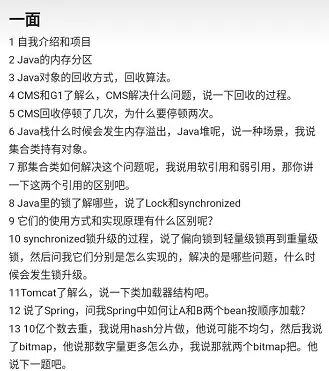 一面
1 自我介绍和项目
2 Java的内存分区
3 Java对象的回收方式，回收算法。
4 CMS和G1了解么，CMS解决什么问题，说一下回收的过程。
5 CMS回收停顿了几次，为什么要停顿两次。
6 Java栈什么时候会发生内存溢出，Java堆呢，说一种场景，我说
集合类持有对象。
7 那集合类如何解决这个问题呢，我说用软引用和弱引用，那你讲
一下这两个引用的区别吧。
8 Java里的锁了解哪些，说了Lock和synchronized
9 它们的使用方式和实现原理有什么区别呢？
10 synchronized锁升级的过程，说了偏向锁到轻量级锁再到重量级
锁，然后问我它们分别是怎么实现的，解决的是哪些问题，什么时
候会发生锁升级。
11Tomcat了解么，说一下类加载器结构吧。
12 说了Spring，问我Spring中如何让A和B两个bean按顺序加载？
13 10亿个数去重，我说用hash分片做，他说可能不均匀，然后我说
了bitmap，他说那数字量更多怎么办，我说那就两个bitmap把。他
说下一题吧。